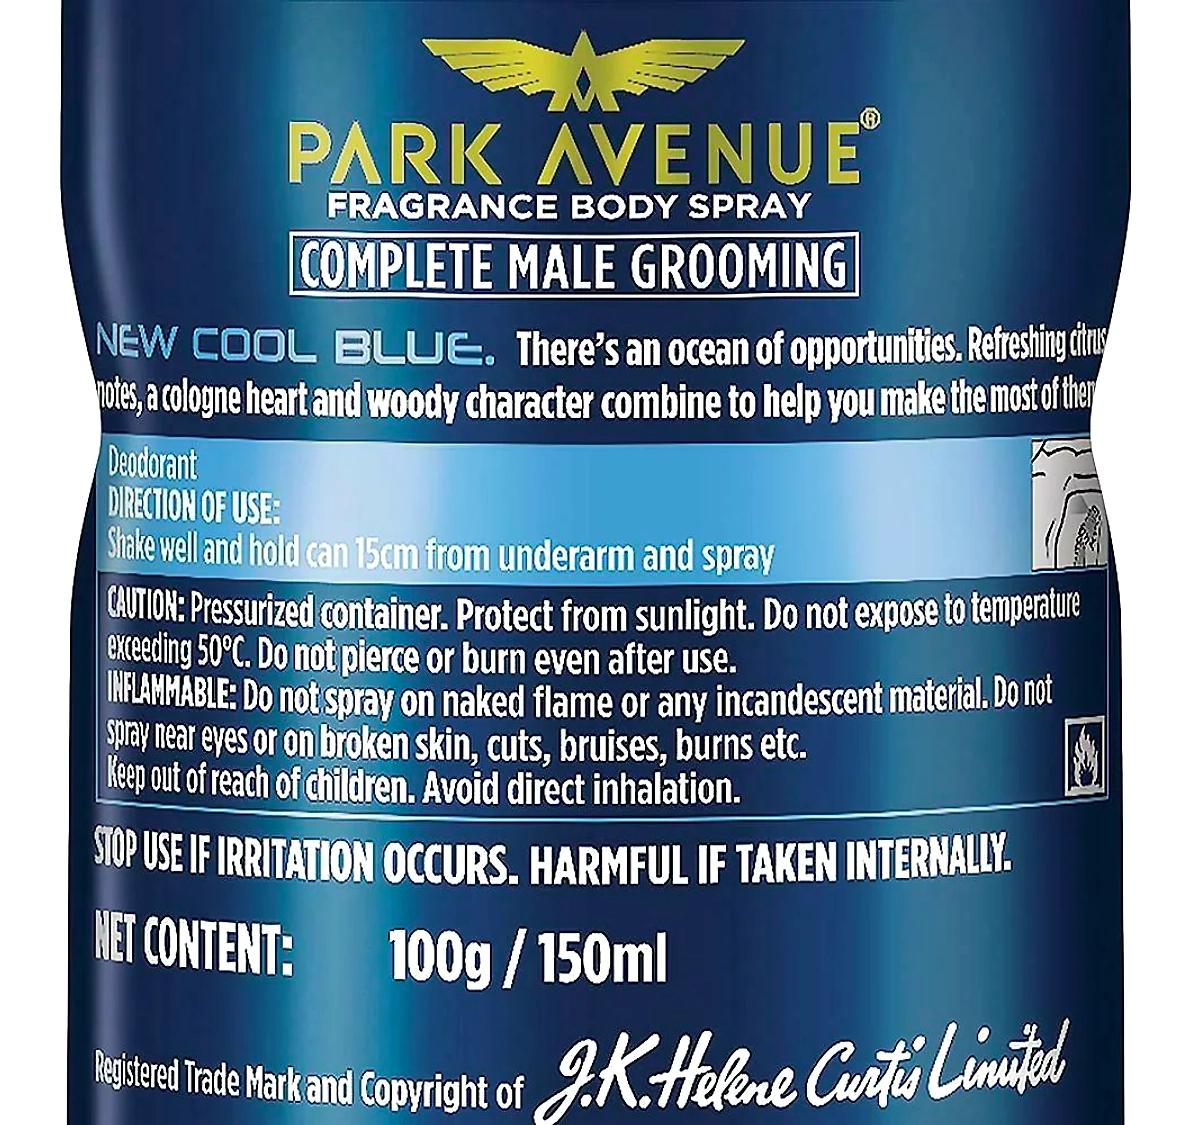 PARK AVENUE®
FRAGRANCE BODY SPRAY
COMPLETE MALE GROOMING
NEW COOL BLUE. There's an ocean of opportunities. Refreshing citrus
notes, a cologne heart and woody character combine to help you make the most of them
Deodorant
DIRECTION OF USE:
Shake well and hold can 15cm from underarm and spray
CAUTION: Pressurized container. Protect from sunlight. Do not expose to temperature
exceeding 50°C. Do not pierce or burn even after use.
INFLAMMABLE: Do not spray on naked flame or any incandescent material. Do not
spray near eyes or on broken skin, cuts, bruises, burns etc.
Keep out of reach of children. Avoid direct inhalation.
STOP USE IF IRRITATION OCCURS. HARMFUL IF TAKEN INTERNALLY.
NET CONTENT: 100g / 150ml
Registered Trade Mark and Copyright of J.K. Helene Curtis Limited